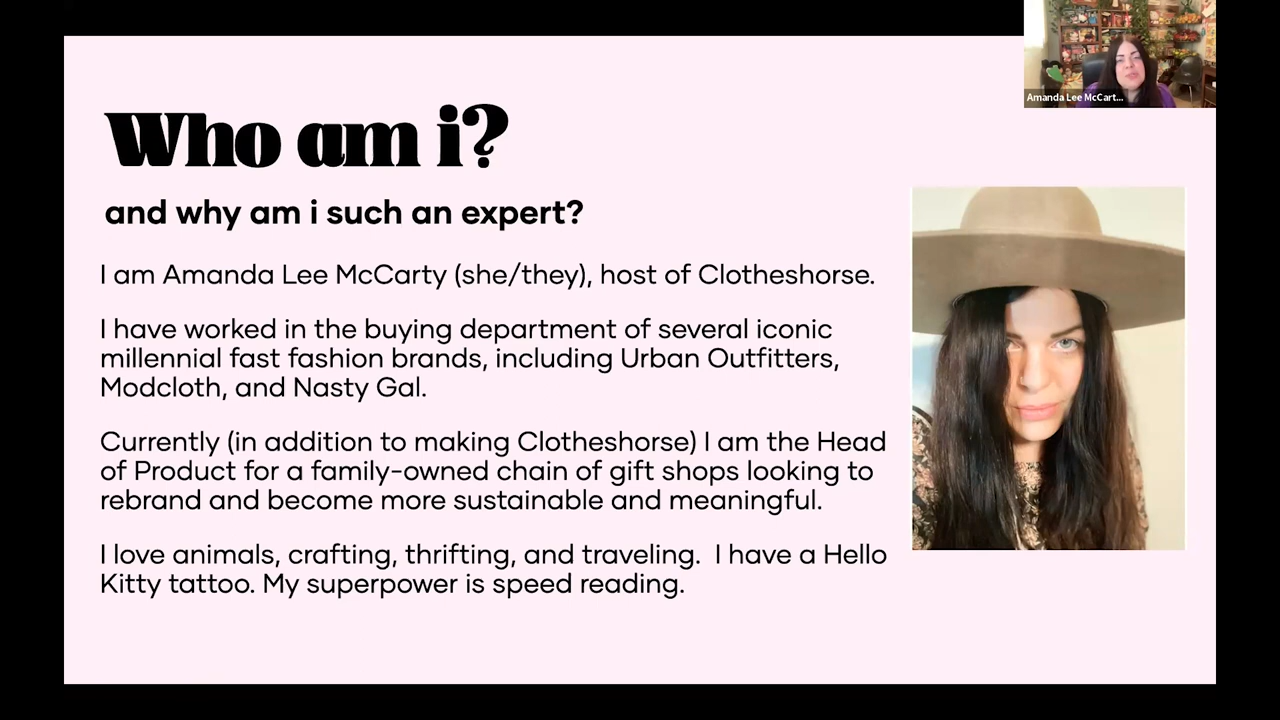 Amanda Lee McCart...
Who am i?
and why am i such an expert?
I am Amanda Lee McCarty (she/they), host of Clotheshorse.
I have worked in the buying department of several iconic
millennial fast fashion brands, including Urban Outfitters,
Modcloth, and Nasty Gal.
Currently (in addition to making Clotheshorse) I am the Head
of Product for a family-owned chain of gift shops looking to
rebrand and become more sustainable and meaningful.
I love animals, crafting, thrifting, and traveling.  I have a Hello
Kitty tattoo. My superpower is speed reading.